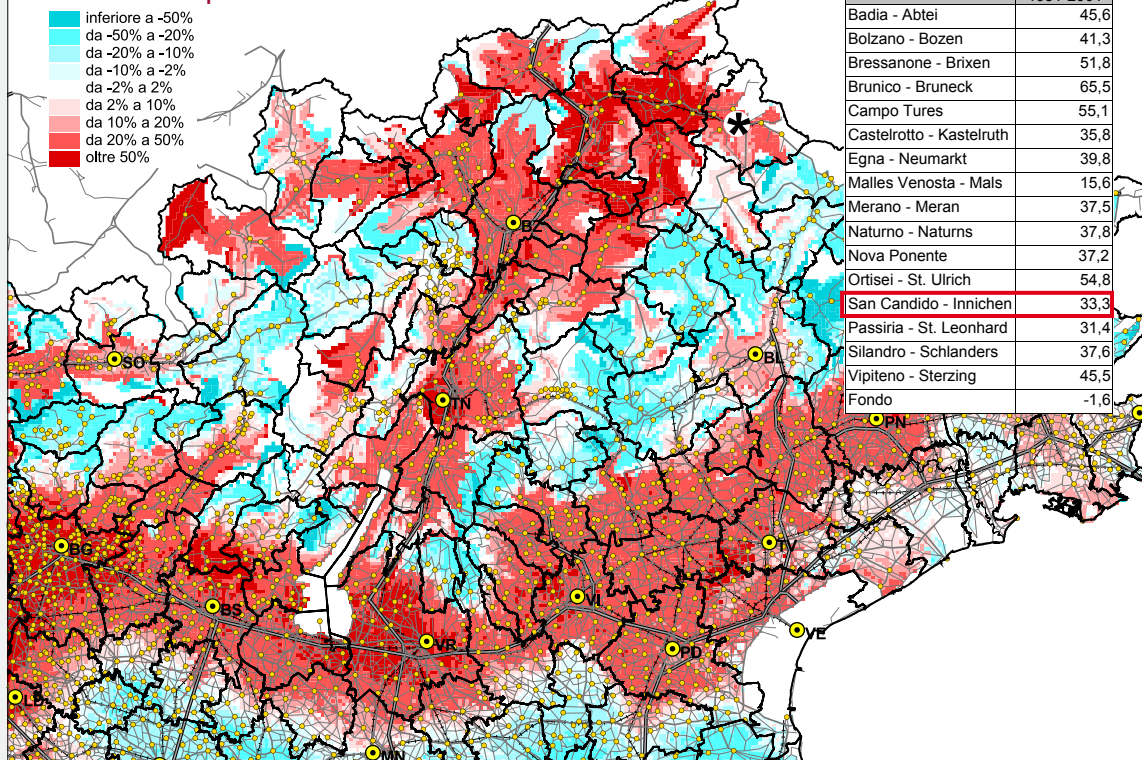 inferiore a -50%
da -50% a -20%
da -20% a -10%
da -10% a -2%
da -2% a 2%
da 2% a 10%
da 10% a 20%
da 20% a 50%
oltre 50%
Badia - Abtei 45,6
Bolzano - Bozen 41,3
Bressanone - Brixen 51,8
Brunico - Bruneck 65,5
Campo Tures 55,1
Castelrotto - Kastelruth 35,8
Egna - Neumarkt 39,8
Malles Venosta - Mals 15,6
Merano - Meran 37,5
Naturno - Naturns 37,8
Nova Ponente 37,2
Ortisei - St. Ulrich 54,8
San Candido - Innichen 33,3
Passiria - St. Leonhard 31,4
Silandro - Schlanders 37,6
Vipiteno - Sterzing 45,5
Fondo -1,6
*
BZ
SO
BL
TN
PN
BG
TV
BS
VI
VE
VR
PD
MN